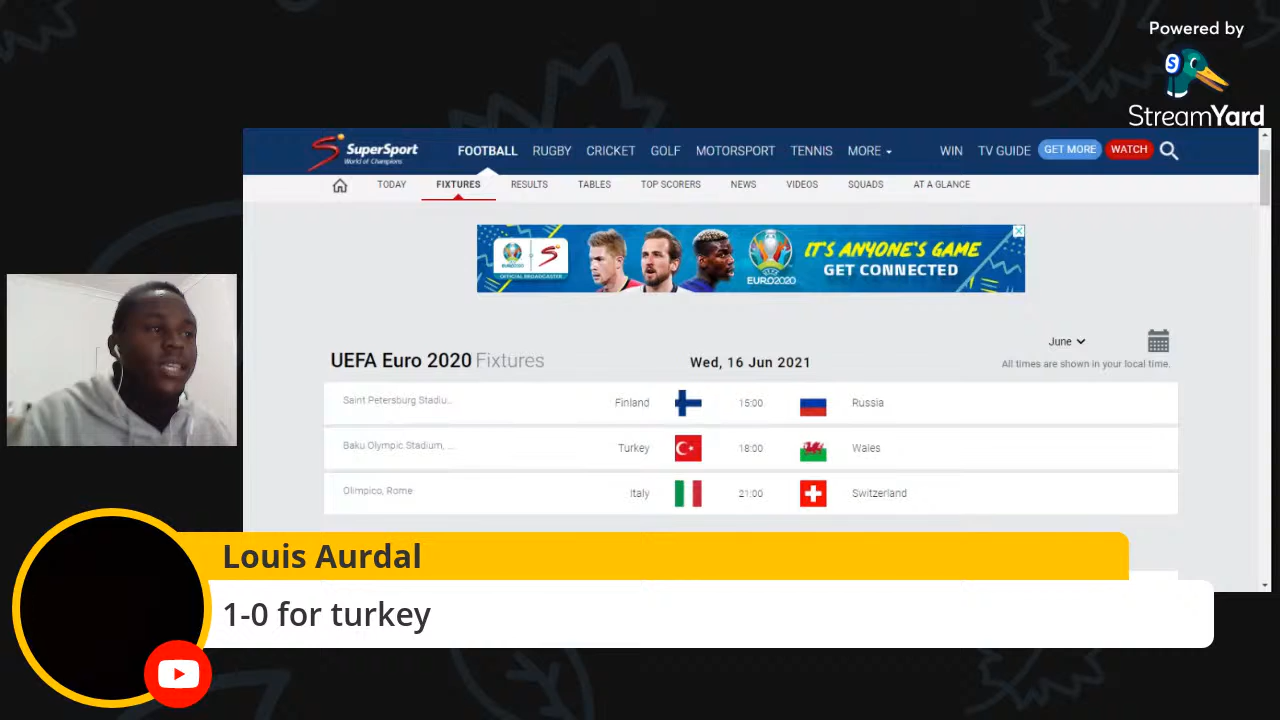 Powered by
StreamYard
SuperSport
World of Champions
FOOTBALL RUGBY CRICKET GOLF MOTORSPORT TENNIS MORE WIN TV GUIDE GET MORE WATCH
TODAY FIXTURES RESULTS TABLES TOP SCORERS NEWS VIDEOS SQUADS AT A GLANCE
OFFICIAL BROADCASTER
EURO2020
IT'S ANYONE'S GAME
GET CONNECTED
June
UEFA Euro 2020 Fixtures Wed, 16 Jun 2021 All times are shown in your local time.
Saint Petersburg Stadiu... Finland 15:00 Russia
Baku Olympic Stadium, ... Turkey 18:00 Wales
Olimpico, Rome Italy 21:00 Switzerland
Louis Aurdal
1-0 for turkey